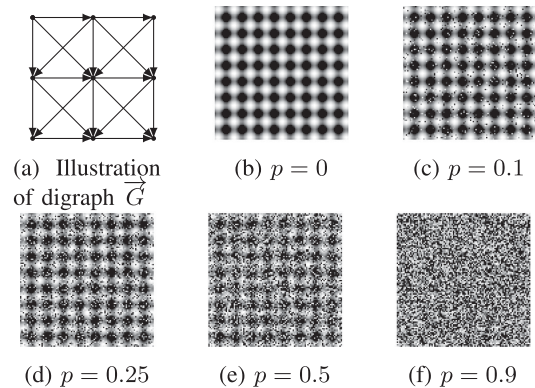 (a) Illustration
of digraph $\overrightarrow{G}$
(b) p = 0
(c) p = 0.1
(d) p = 0.25
(e) p = 0.5
(f) p = 0.9